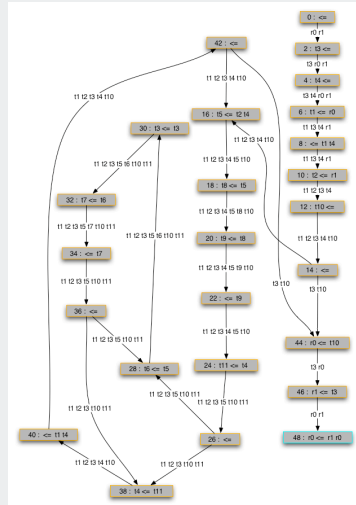 0 : <=
r0 r1
42 : <=
2 : t3 <=
t3 r0 r1
4 : t4 <=
t1 t2 t3 t4 t10
t3 t4 r0 r1
t1 t2 t3 t4 t10
16 : t5 <= t2 t4
6 : t1 <= r0
30 : t3 <= t3
t1 t3 t4 r1
t1 t2 t3 t4 t10
8 : <= t1 t4
t1 t3 t4 r1
t1 t2 t3 t5 t6 t10 t11
t1 t2 t3 t4 t5 t10
10 : t2 <= r1
18 : t8 <= t5
t1 t2 t3 t4
32 : t7 <= t6
t1 t2 t3 t4 t5 t8 t10
12 : t10 <=
t1 t2 t3 t5 t7 t10 t11
t1 t2 t3 t5 t6 t10 t11
20 : t9 <= t8
t1 t2 t3 t4 t10
34 : <= t7
t1 t2 t3 t4 t5 t9 t10
14 : <=
t1 t2 t3 t5 t10 t11
t3 t10
t3 t10
22 : <= t9
36 : <=
t1 t2 t3 t4 t5 t10
44 : r0 <= t10
t1 t2 t3 t5 t10 t11
28 : t6 <= t5
24 : t11 <= t4
t3 r0
46 : r1 <= t3
t1 t2 t3 t10 t11
t1 t2 t3 t5 t10 t11
r0 r1
40 : <= t1 t4
26 : <=
48 : r0 <= r1 r0
t1 t2 t3 t4 t10
t1 t2 t3 t10 t11
38 : t4 <= t11